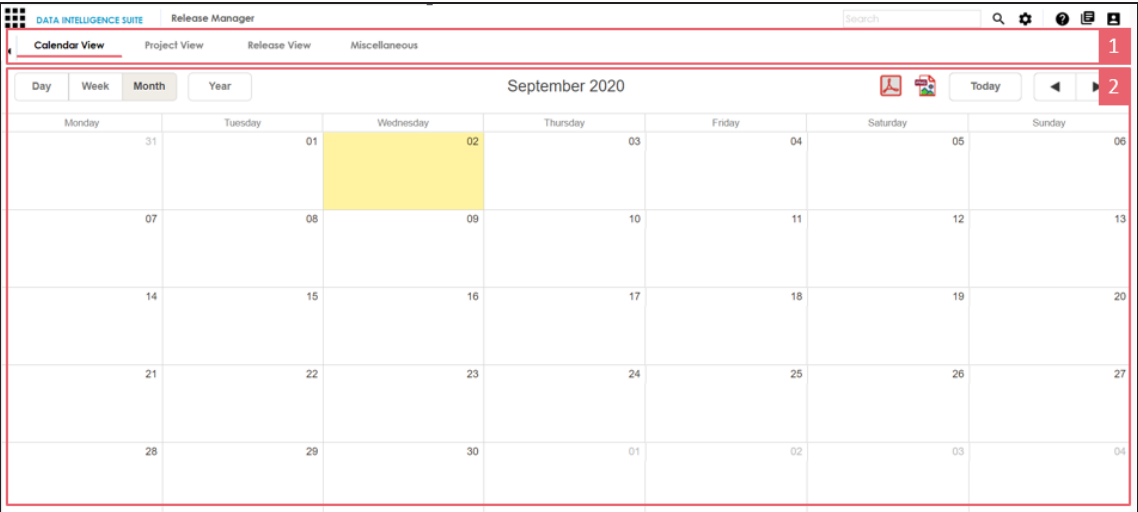 DATA INTELLIGENCE SUITE Release Manager Search
Calendar View Project View Release View Miscellaneous 1
Day Week Month Year September 2020 Today 2
Monday Tuesday Wednesday Thursday Friday Saturday Sunday
31 01 02 03 04 05 06
07 08 09 10 11 12 13
14 15 16 17 18 19 20
21 22 23 24 25 26 27
28 29 30 01 02 03 04